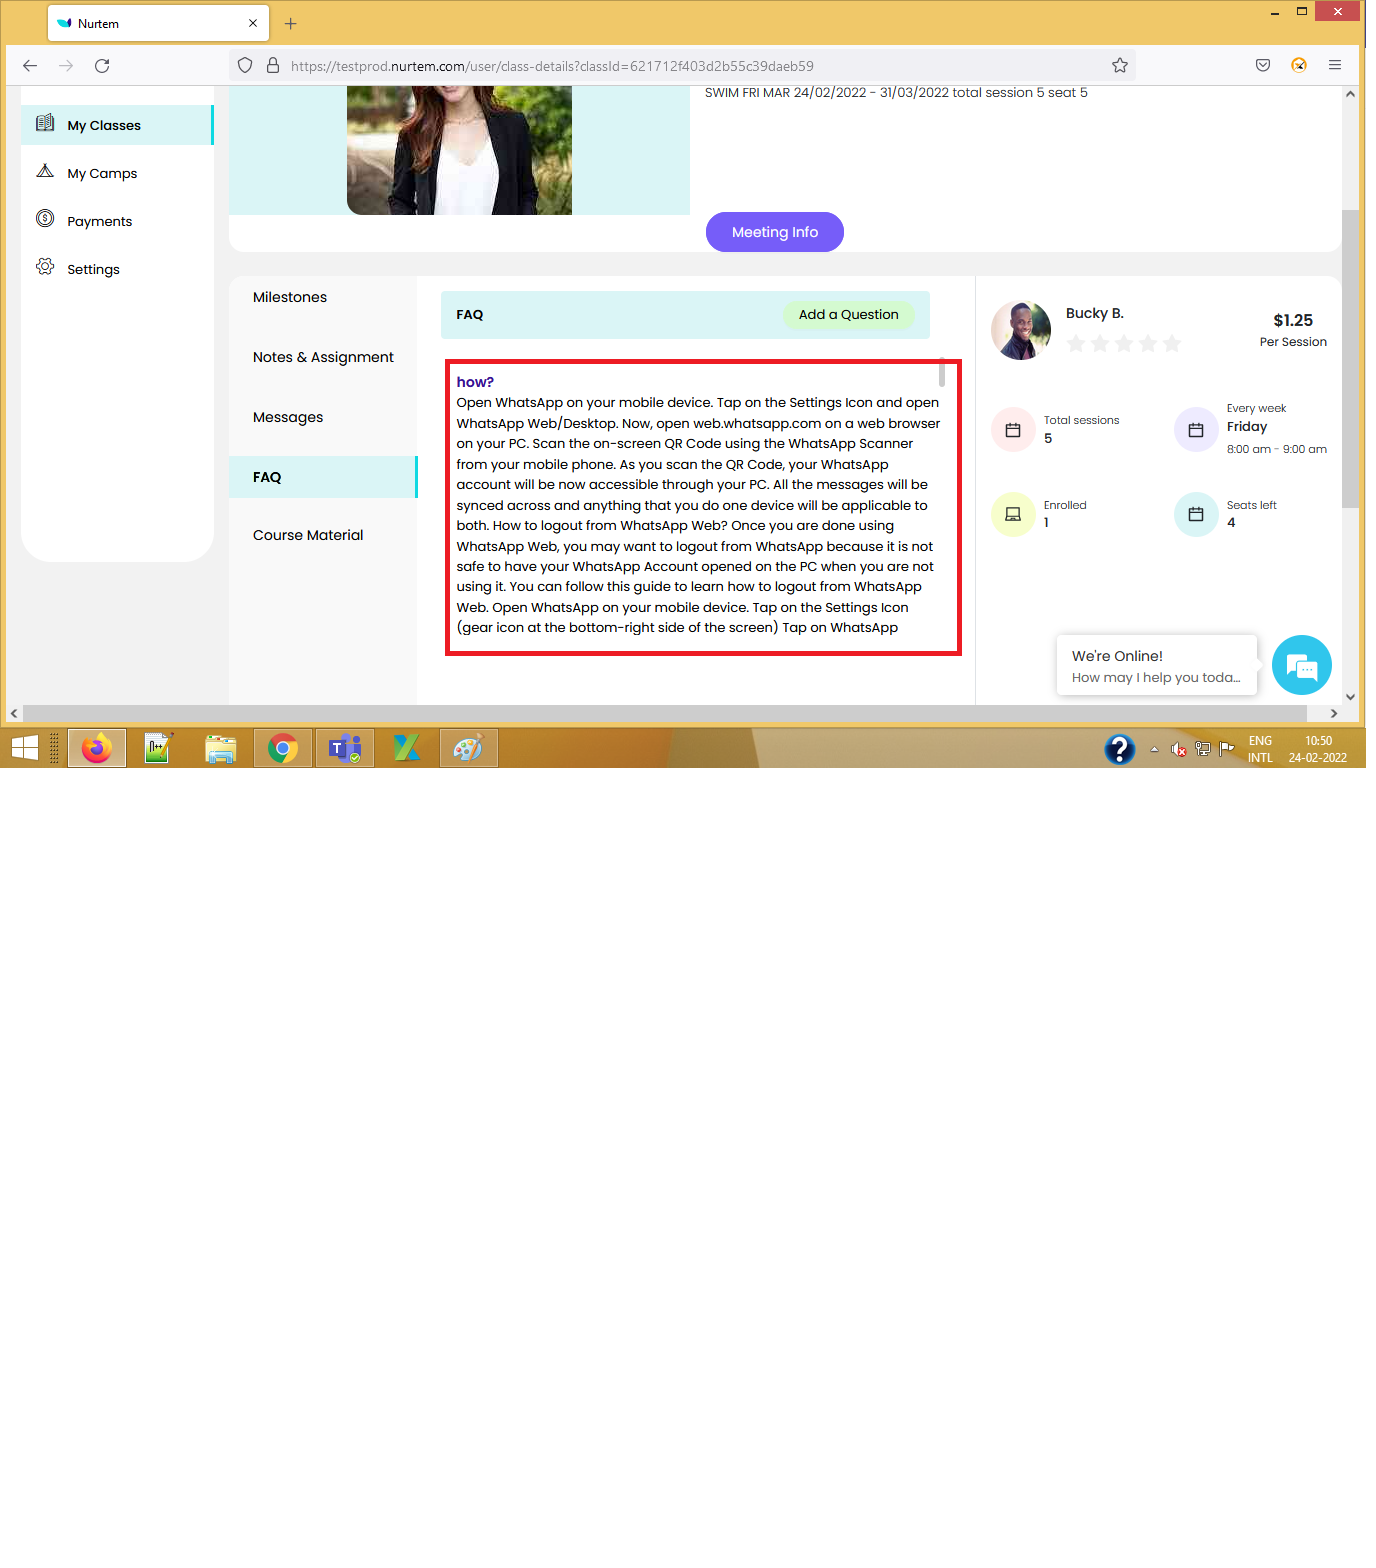 Nurtem
https://testprod.nurtem.com/user/class-details?classId=621712f403d2b55c39daeb59
SWIM FRI MAR 24/02/2022 - 31/03/2022 total session 5 seat 5
My Classes
My Camps
Payments
Settings
Meeting Info
Milestones
Notes & Assignment
Messages
FAQ
Course Material
FAQ
Add a Question
how?
Open WhatsApp on your mobile device. Tap on the Settings Icon and open
WhatsApp Web/Desktop. Now, open web.whatsapp.com on a web browser
on your PC. Scan the on-screen QR Code using the WhatsApp Scanner
from your mobile phone. As you scan the QR Code, your WhatsApp
account will be now accessible through your PC. All the messages will be
synced across and anything that you do one device will be applicable to
both. How to logout from WhatsApp Web? Once you are done using
WhatsApp Web, you may want to logout from WhatsApp because it is not
safe to have your WhatsApp Account opened on the PC when you are not
using it. You can follow this guide to learn how to logout from WhatsApp
Web. Open WhatsApp on your mobile device. Tap on the Settings Icon
(gear icon at the bottom-right side of the screen) Tap on WhatsApp
Bucky B.
$1.25
Per Session
Total sessions
5
Every week
Friday
8:00 am - 9:00 am
Enrolled
1
Seats left
4
We're Online!
How may I help you toda...
ENG
INTL
10:50
24-02-2022